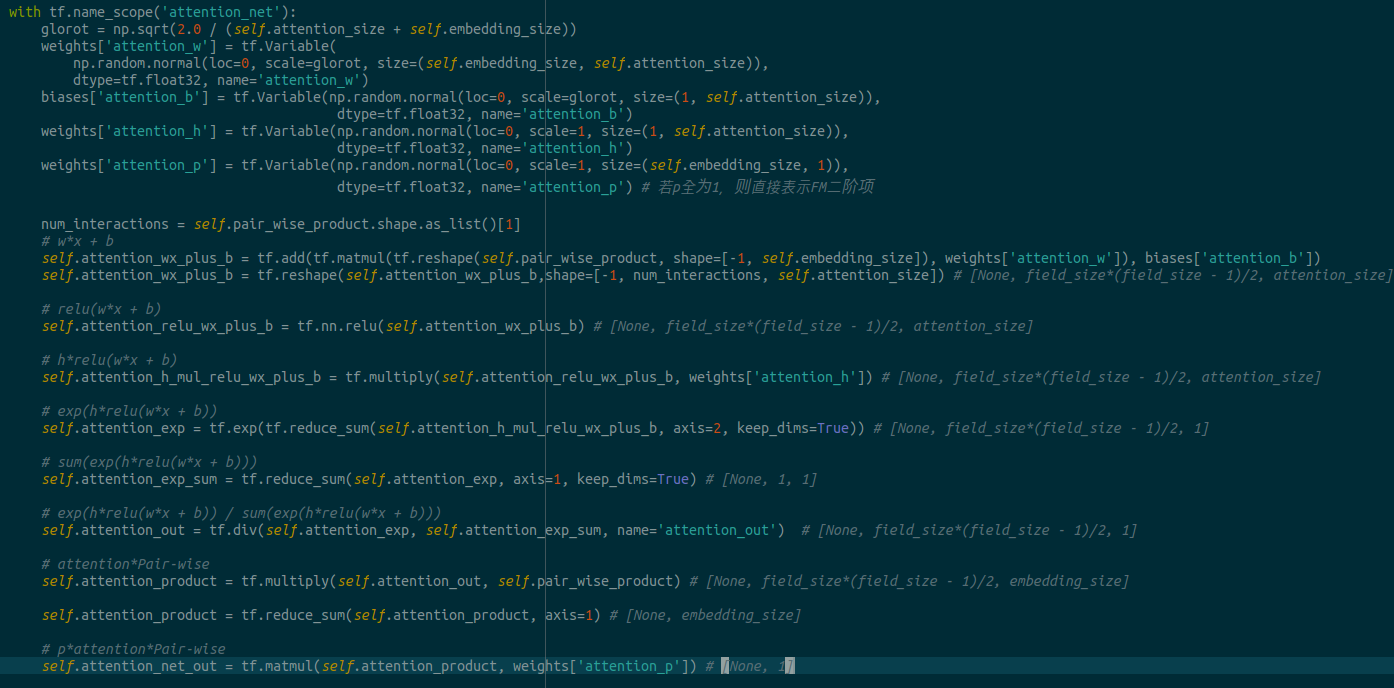 with tf.name_scope('attention_net'):
    glorot = np.sqrt(2.0 / (self.attention_size + self.embedding_size))
    weights['attention_w'] = tf.Variable(
        np.random.normal(loc=0, scale=glorot, size=(self.embedding_size, self.attention_size)),
        dtype=tf.float32, name='attention_w')
    biases['attention_b'] = tf.Variable(np.random.normal(loc=0, scale=glorot, size=(1, self.attention_size)),
                                         dtype=tf.float32, name='attention_b')
    weights['attention_h'] = tf.Variable(np.random.normal(loc=0, scale=1, size=(1, self.attention_size)),
                                         dtype=tf.float32, name='attention_h')
    weights['attention_p'] = tf.Variable(np.random.normal(loc=0, scale=1, size=(self.embedding_size, 1)),
                                         dtype=tf.float32, name='attention_p') # 若p全为1，则直接表示FM二阶项
    num_interactions = self.pair_wise_product.shape.as_list()[1]
    # w*x + b
    self.attention_wx_plus_b = tf.add(tf.matmul(tf.reshape(self.pair_wise_product, shape=[-1, self.embedding_size]), weights['attention_w']), biases['attention_b'])
    self.attention_wx_plus_b = tf.reshape(self.attention_wx_plus_b,shape=[-1, num_interactions, self.attention_size]) # [None, field_size*(field_size - 1)/2, attention_size]
    # relu(w*x + b)
    self.attention_relu_wx_plus_b = tf.nn.relu(self.attention_wx_plus_b) # [None, field_size*(field_size - 1)/2, attention_size]
    # h*relu(w*x + b)
    self.attention_h_mul_relu_wx_plus_b = tf.multiply(self.attention_relu_wx_plus_b, weights['attention_h']) # [None, field_size*(field_size - 1)/2, attention_size]
    # exp(h*relu(w*x + b))
    self.attention_exp = tf.exp(tf.reduce_sum(self.attention_h_mul_relu_wx_plus_b, axis=2, keep_dims=True)) # [None, field_size*(field_size - 1)/2, 1]
    # sum(exp(h*relu(w*x + b)))
    self.attention_exp_sum = tf.reduce_sum(self.attention_exp, axis=1, keep_dims=True) # [None, 1, 1]
    # exp(h*relu(w*x + b)) / sum(exp(h*relu(w*x + b)))
    self.attention_out = tf.div(self.attention_exp, self.attention_exp_sum, name='attention_out')  # [None, field_size*(field_size - 1)/2, 1]
    # attention*Pair-wise
    self.attention_product = tf.multiply(self.attention_out, self.pair_wise_product) # [None, field_size*(field_size - 1)/2, embedding_size]
    self.attention_product = tf.reduce_sum(self.attention_product, axis=1) # [None, embedding_size]
    # p*attention*Pair-wise
    self.attention_net_out = tf.matmul(self.attention_product, weights['attention_p']) # [None, 1]